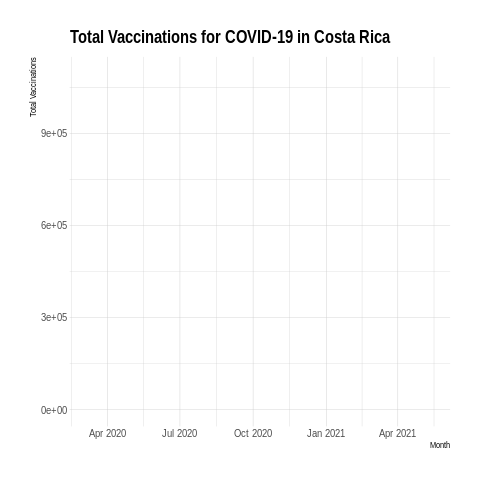 Total Vaccinations for COVID-19 in Costa Rica
Total Vaccinations
9e+05
6e+05
3e+05
0e+00
Apr 2020 Jul 2020 Oct 2020 Jan 2021 Apr 2021
Month